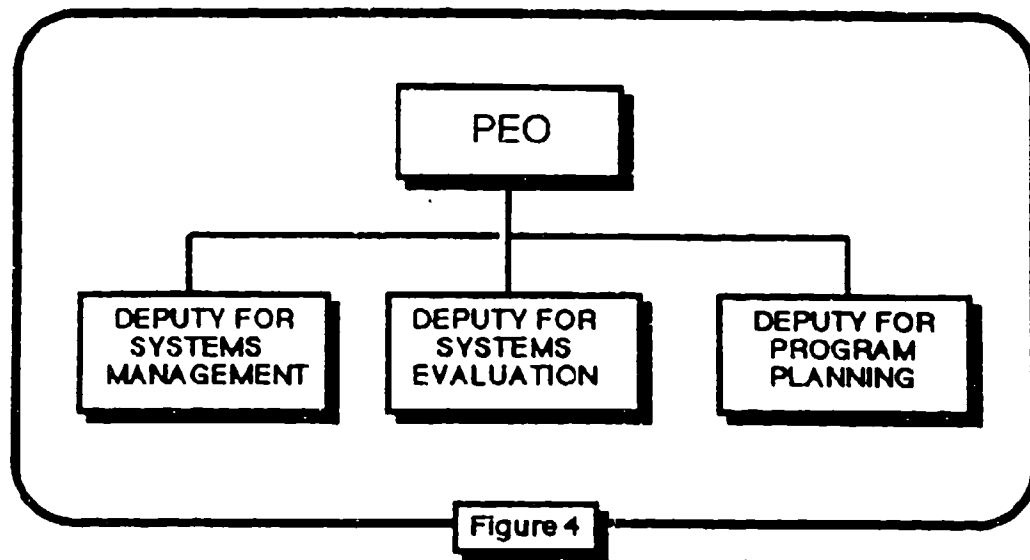 PEO
DEPUTY FOR
SYSTEMS
MANAGEMENT
DEPUTY FOR
SYSTEMS
EVALUATION
DEPUTY FOR
PROGRAM
PLANNING
Figure 4